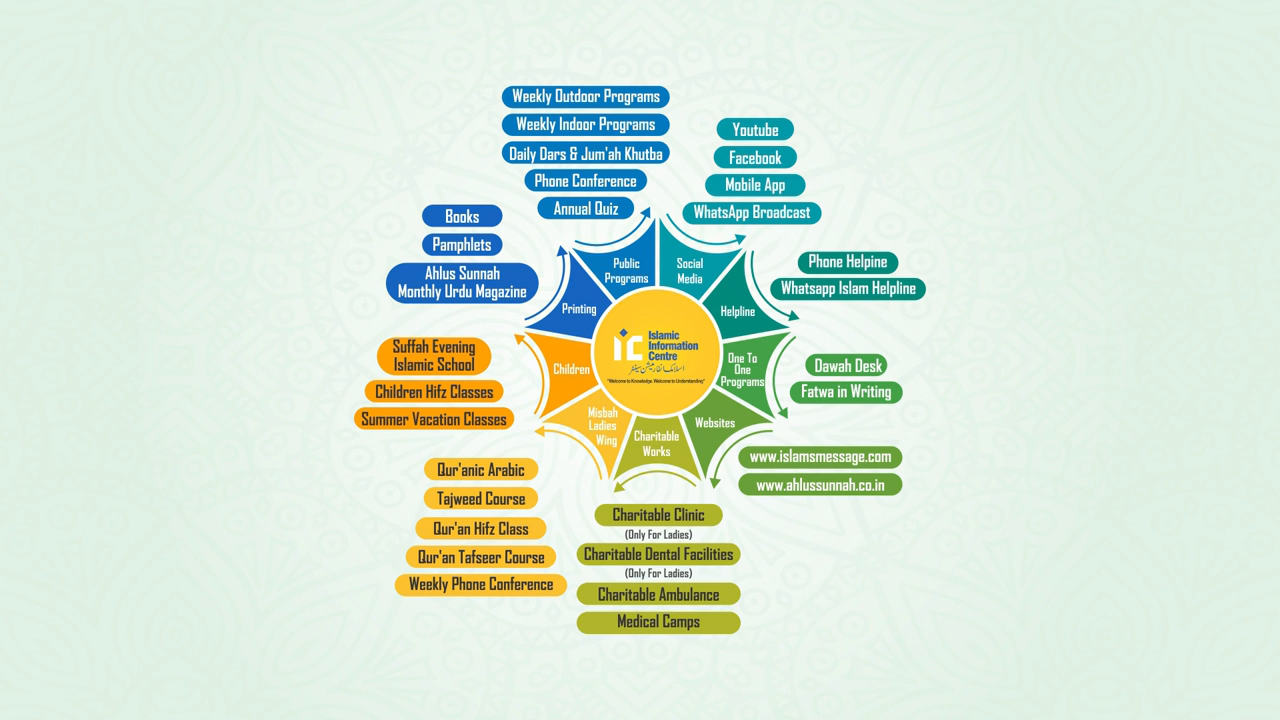 Weekly Outdoor Programs
Weekly Indoor Programs
Daily Dars & Jum'ah Khutba
Phone Conference
Annual Quiz
Youtube
Facebook
Mobile App
WhatsApp Broadcast
Books
Pamphlets
Ahlus Sunnah
Monthly Urdu Magazine
Phone Helpine
Whatsapp Islam Helpline
Public
Programs
Social
Media
Printing
Helpline
Children
One To
One
Programs
Misbah
Ladies
Wing
Charitable
Works
Websites
Islamic
Information
Centre
اسلامک انفارمیشن سینٹر
"Welcome to Knowledge. Welcome to Understanding"
Suffah Evening
Islamic School
Children Hifz Classes
Summer Vacation Classes
Dawah Desk
Fatwa in Writing
www.islamsmessage.com
www.ahlussunnah.co.in
Qur'anic Arabic
Tajweed Course
Qur'an Hifz Class
Qur'an Tafseer Course
Weekly Phone Conference
Charitable Clinic
(Only For Ladies)
Charitable Dental Facilities
(Only For Ladies)
Charitable Ambulance
Medical Camps